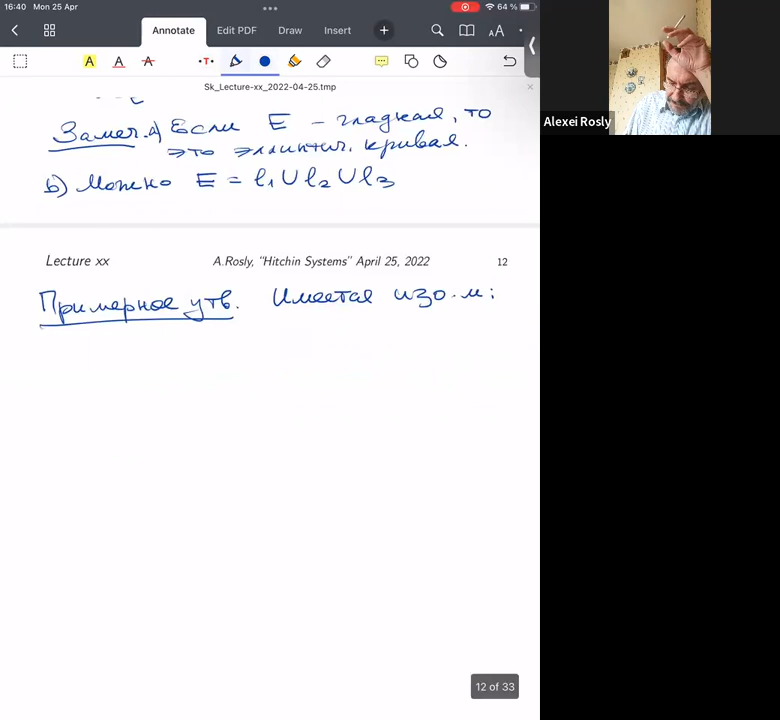 16:40 Mon 25 Apr
64 %
Annotate
Edit PDF
Draw
Insert
Sk_Lecture-xx_2022-04-25.tmp
Alexei Rosly
Замеч. a) Если E – гладкая, то
это эллиптич. кривая.
b) Можно E = l₁ ∪ l₂ ∪ l₃
Lecture xx
A.Rosly, "Hitchin Systems" April 25, 2022
12
Примерное утв. Имеется изо-м:
12 of 33